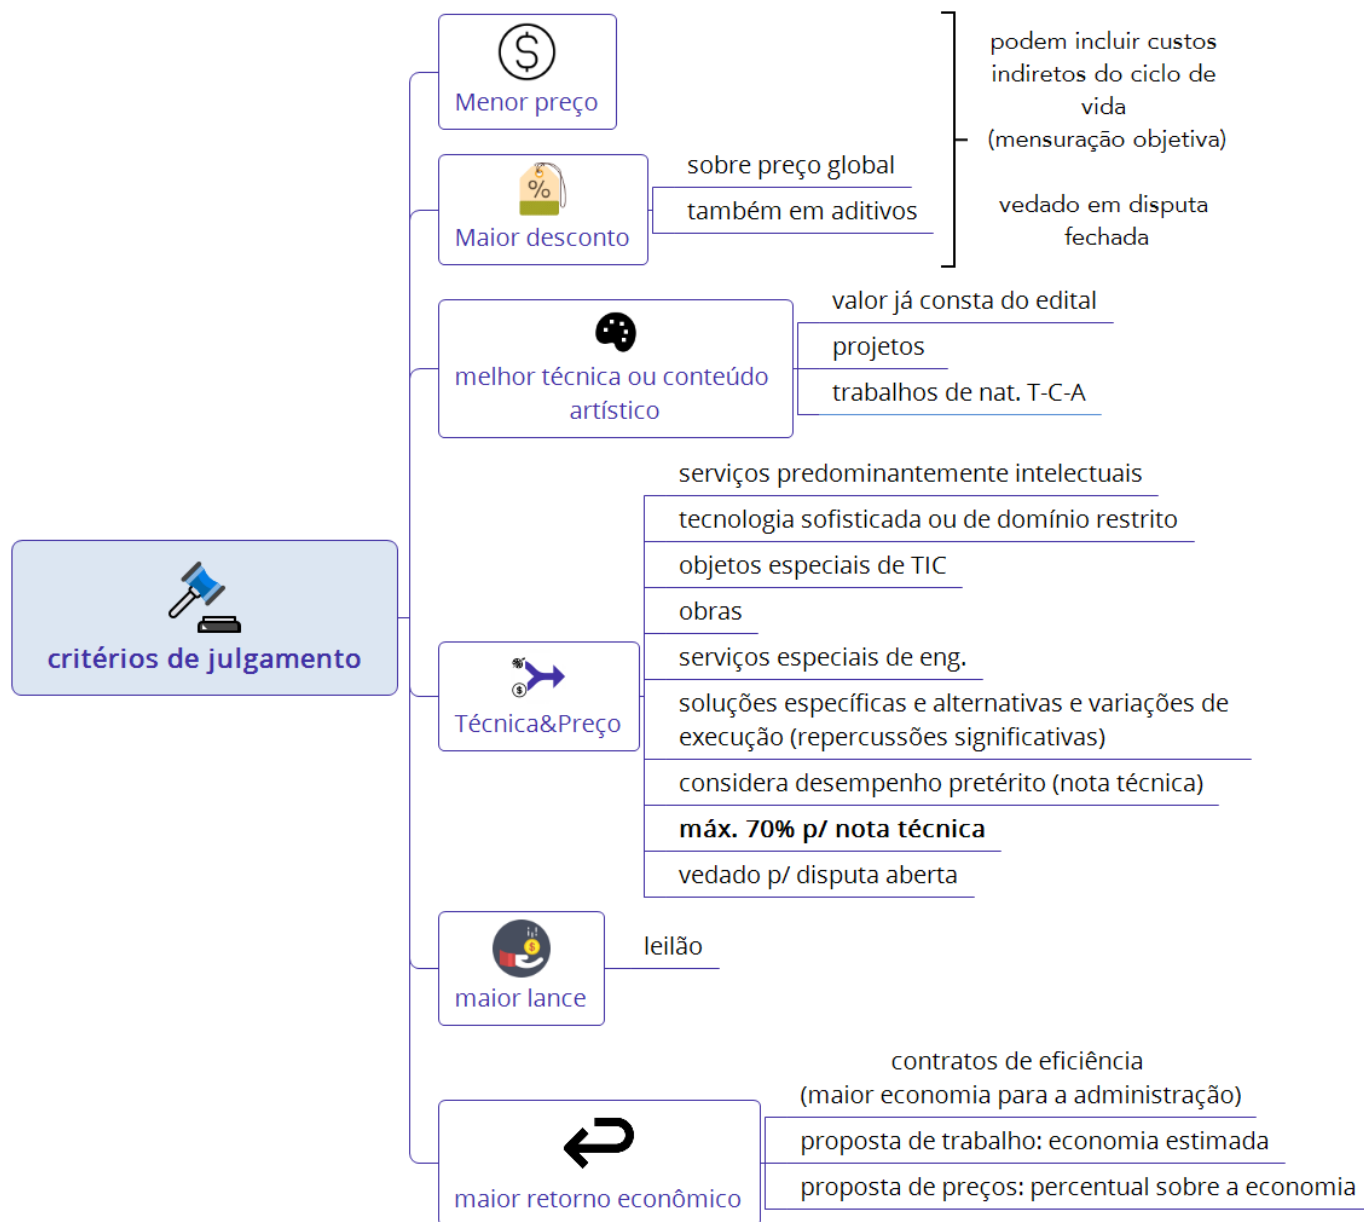 critérios de julgamento
$
Menor preço
%
Maior desconto
sobre preço global
também em aditivos
podem incluir custos
indiretos do ciclo de
vida
(mensuração objetiva)
vedado em disputa
fechada
melhor técnica ou conteúdo
artístico
valor já consta do edital
projetos
trabalhos de nat. T-C-A
$
Técnica&Preço
serviços predominantemente intelectuais
tecnologia sofisticada ou de domínio restrito
objetos especiais de TIC
obras
serviços especiais de eng.
soluções específicas e alternativas e variações de
execução (repercussões significativas)
considera desempenho pretérito (nota técnica)
máx. 70% p/ nota técnica
vedado p/ disputa aberta
$
maior lance
leilão
maior retorno econômico
contratos de eficiência
(maior economia para a administração)
proposta de trabalho: economia estimada
proposta de preços: percentual sobre a economia